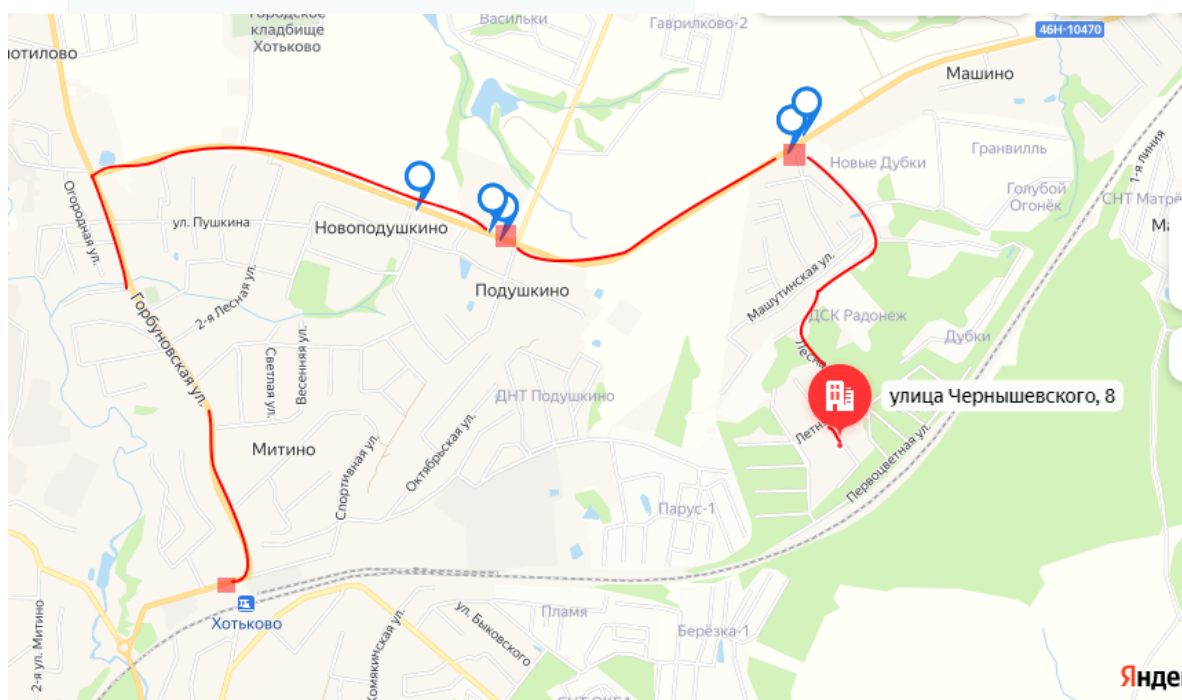 Городское
кладбище
Хотьково
Васильки
Гаврилково-2
46Н-10470
Машино
Новые Дубки
Гранвилль
Голубой
Огонёк
1-я линия
СНТ Матрё
Огородная ул.
ул. Пушкина
Новоподушкино
Подушкино
2-я Лесная ул.
Горбуновская ул.
Светлая ул.
Весенняя ул.
Машутинская ул.
ДСК Радонеж
Дубки
ДНТ Подушкино
улица Чернышевского, 8
Митино
Спортивная ул.
Октябрьская ул.
Первоцветная ул.
Парус-1
Хотьково
2-я ул. Митино
ул. Быковского
Пламя
Берёзка-1